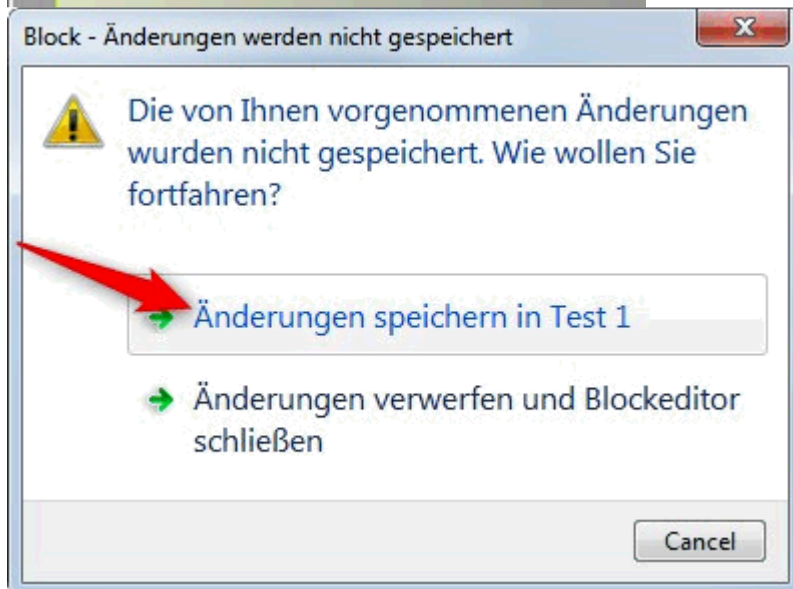 Block - Änderungen werden nicht gespeichert
Die von Ihnen vorgenommenen Änderungen
wurden nicht gespeichert. Wie wollen Sie
fortfahren?
Änderungen speichern in Test 1
Änderungen verwerfen und Blockeditor
schließen
Cancel